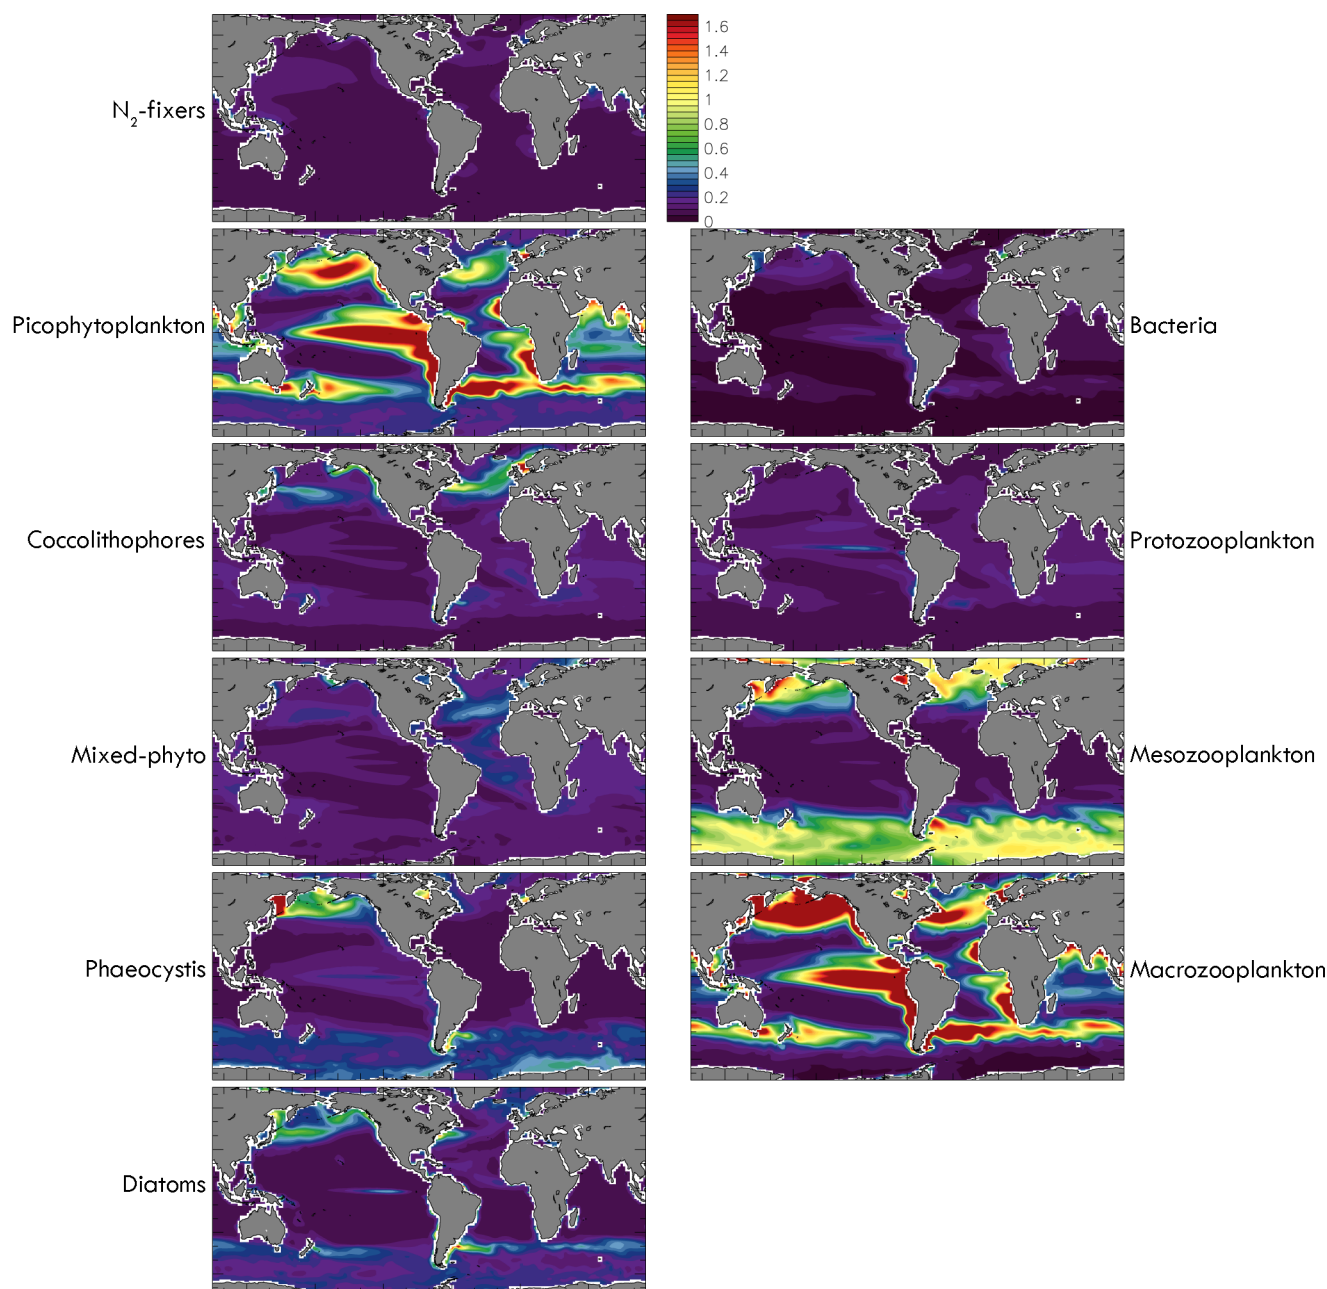 N₂-fixers
1.6
1.4
1.2
1
0.8
0.6
0.4
0.2
0
Picophytoplankton
Bacteria
Coccolithophores
Protozooplankton
Mixed-phyto
Mesozooplankton
Phaeocystis
Macrozooplankton
Diatoms